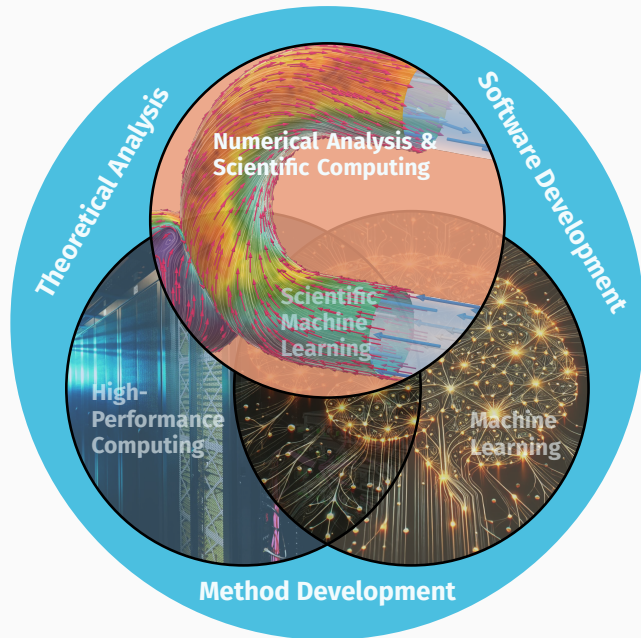 Theoretical Analysis
Software Development
Numerical Analysis &
Scientific Computing
Scientific
Machine
Learning
High-
Performance
Computing
Machine
Learning
Method Development